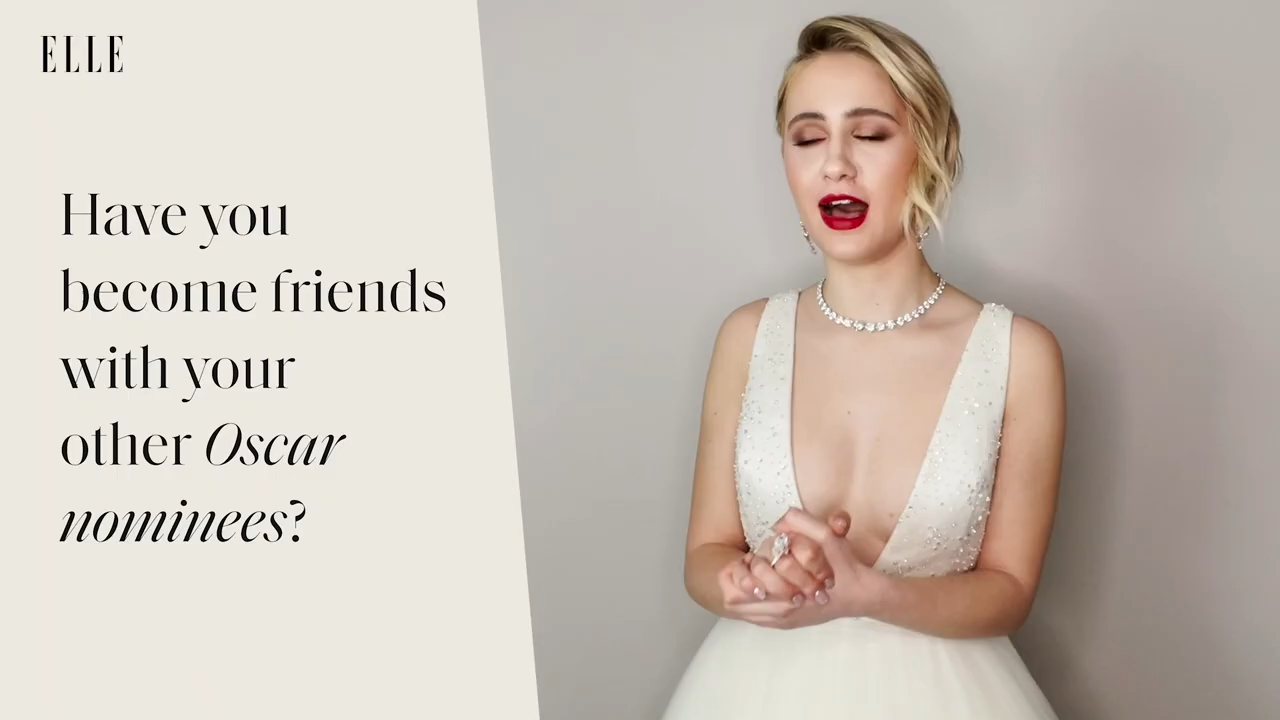 ELLE
Have you
become friends
with your
other Oscar
nominees?